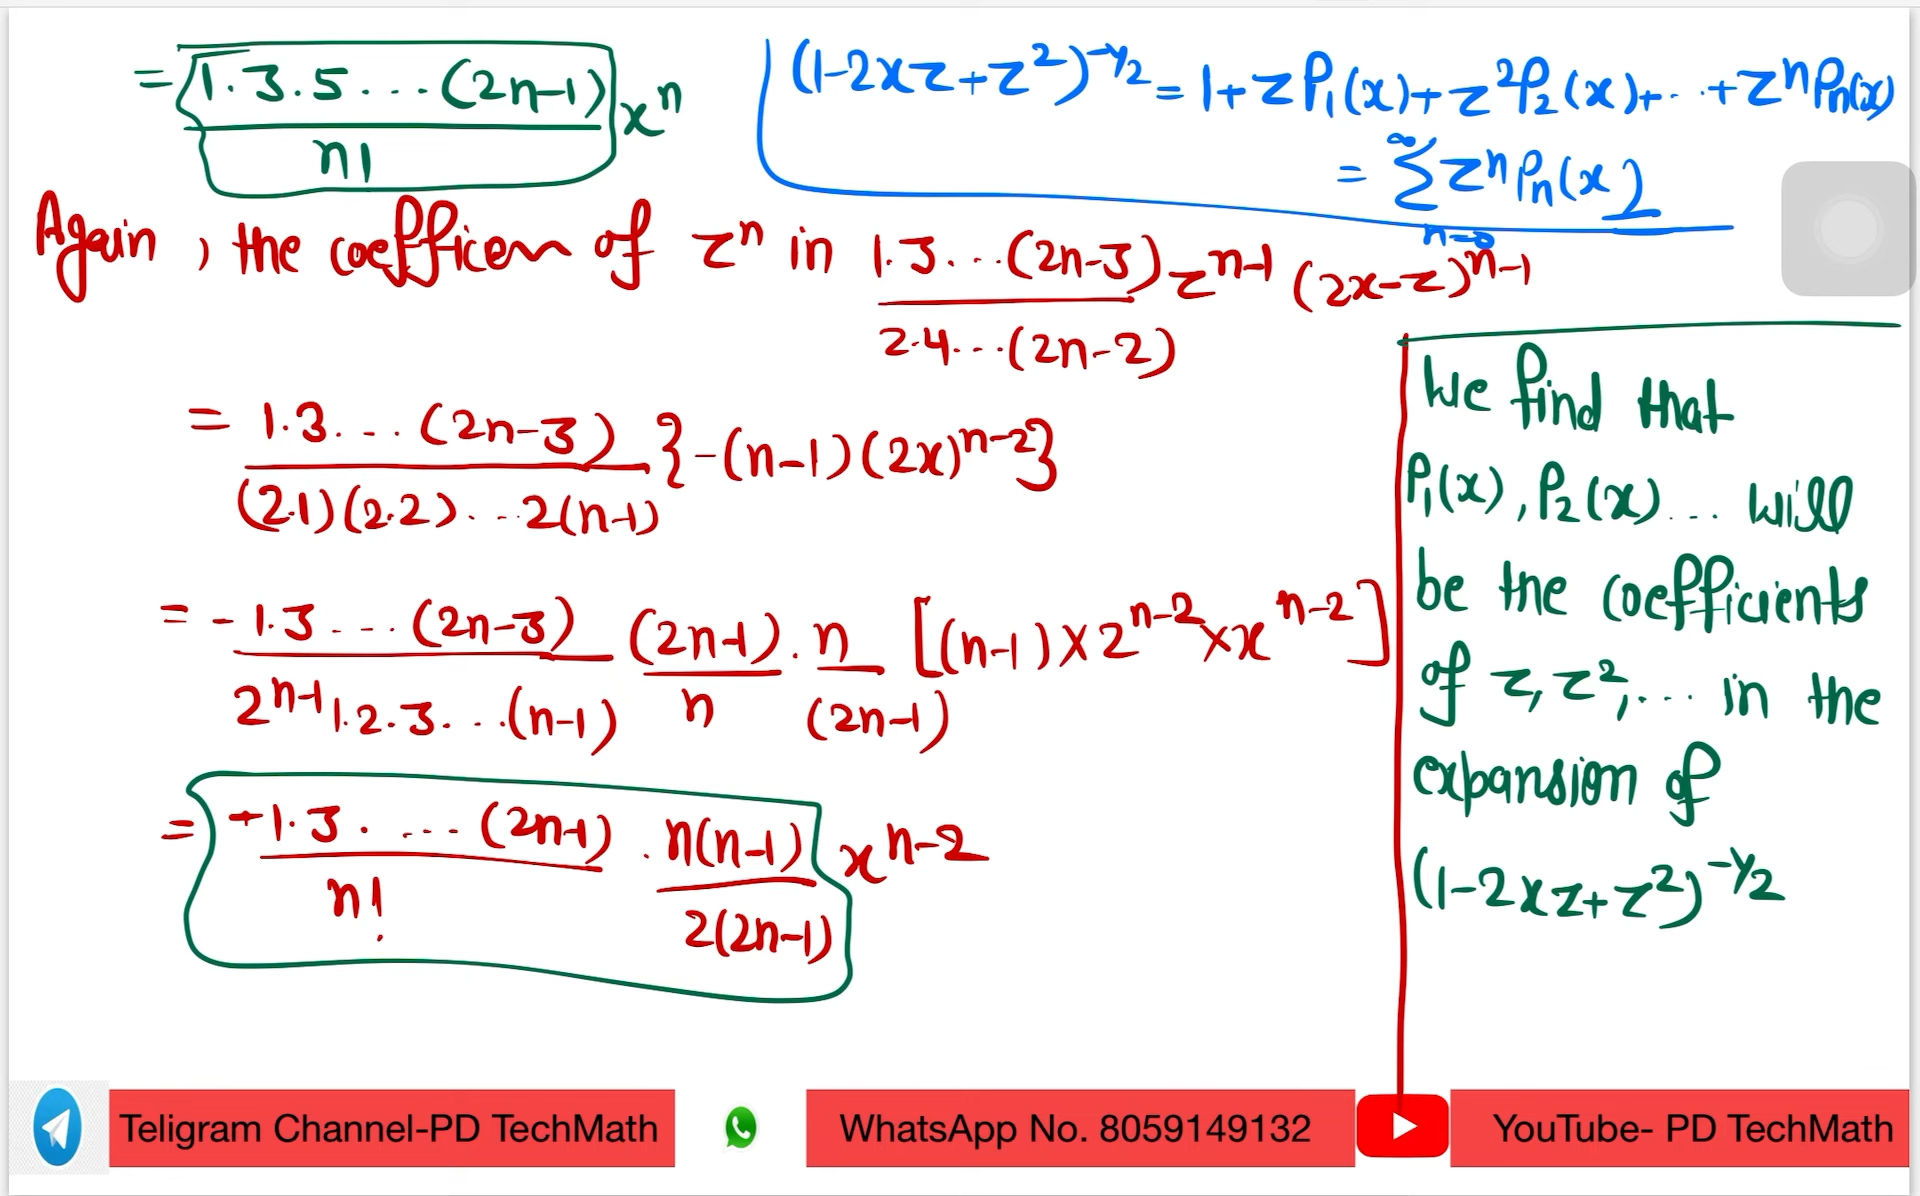 = 1.3.5...(2n-1)/n! x^n
(1-2xz+z²)^-1/2 = 1+zP₁(x)+z²P₂(x)+...+z^n Pn(x)
= ∞Σn=0 z^n Pn(x)
Again, the coefficien of z^n in 1.3...(2n-3)/2.4...(2n-2) z^n-1 (2x-z)^n-1
= 1.3...(2n-3)/(2.1)(2.2)...2(n-1) {-(n-1)(2x)^n-2}
= -1.3...(2n-3)/2^n-1 1.2.3...(n-1) (2n-1)/n . n/(2n-1) [(n-1)×2^n-2×x^n-2]
= -1.3....(2n-1)/n! . n(n-1)/2(2n-1) x^n-2
We find that
P₁(x), P₂(x)... will
be the coefficients
of z, z²,... in the
expansion of
(1-2xz+z²)^-1/2
Teligram Channel-PD TechMath
WhatsApp No. 8059149132
YouTube- PD TechMath